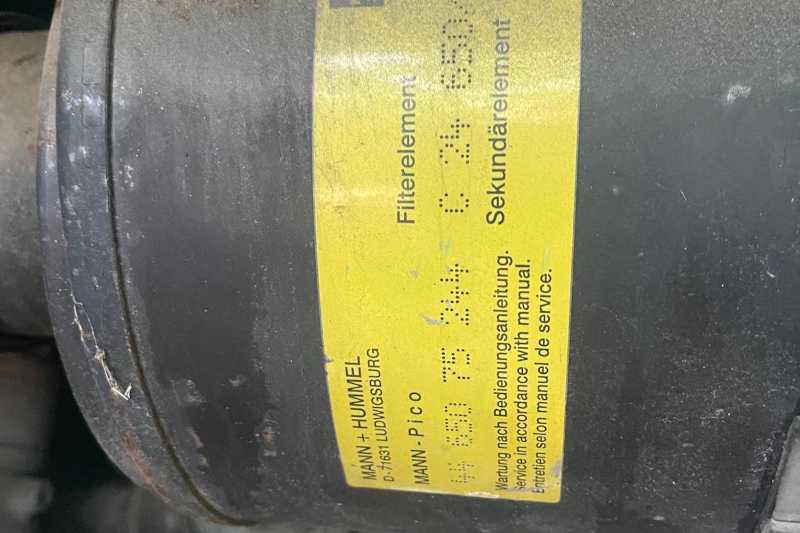 MANN + HUMMEL
D-71631 LUDWIGSBURG
MANN-Pico
44 650 75 244
Filterelement
C 24 650
Sekundärelement
Wartung nach Bedienungsanleitung.
Service in accordance with manual.
Entretien selon manuel de service.